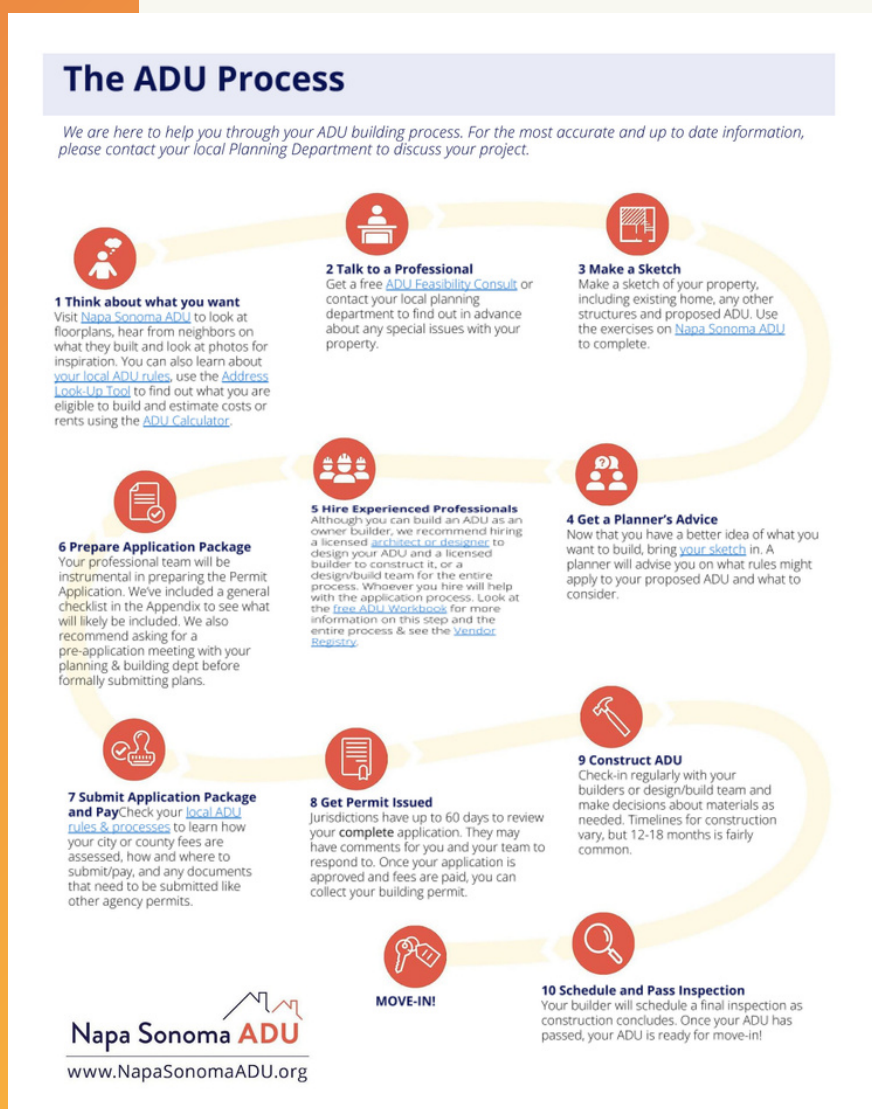 The ADU Process
We are here to help you through your ADU building process. For the most accurate and up to date information,
please contact your local Planning Department to discuss your project.
1 Think about what you want
Visit Napa Sonoma ADU to look at
floorplans, hear from neighbors on
what they built and look at photos for
inspiration. You can also learn about
your local ADU rules, use the Address
Look-Up Tool to find out what you are
eligible to build and estimate costs or
rents using the ADU Calculator.
2 Talk to a Professional
Get a free ADU Feasibility Consult or
contact your local planning
department to find out in advance
about any special issues with your
property.
3 Make a Sketch
Make a sketch of your property,
including existing home, any other
structures and proposed ADU. Use
the exercises on Napa Sonoma ADU
to complete.
4 Get a Planner's Advice
Now that you have a better idea of what you
want to build, bring your sketch in. A
planner will advise you on what rules might
apply to your proposed ADU and what to
consider.
5 Hire Experienced Professionals
Although you can build an ADU as an
owner builder, we recommend hiring
a licensed architect or designer to
design your ADU and a licensed
builder to construct it, or a
design/build team for the entire
process. Whoever you hire will help
with the application process. Look at
the free ADU Workbook for more
information on this step and the
entire process & see the Vendor
Registry.
6 Prepare Application Package
Your professional team will be
instrumental in preparing the Permit
Application. We've included a general
checklist in the Appendix to see what
will likely be included. We also
recommend asking for a
pre-application meeting with your
planning & building dept before
formally submitting plans.
7 Submit Application Package
and PayCheck your local ADU
rules & processes to learn how
your city or county fees are
assessed, how and where to
submit/pay, and any documents
that need to be submitted like
other agency permits.
8 Get Permit Issued
Jurisdictions have up to 60 days to review
your complete application. They may
have comments for you and your team to
respond to. Once your application is
approved and fees are paid, you can
collect your building permit.
9 Construct ADU
Check-in regularly with your
builders or design/build team and
make decisions about materials as
needed. Timelines for construction
vary, but 12-18 months is fairly
common.
10 Schedule and Pass Inspection
Your builder will schedule a final inspection as
construction concludes. Once your ADU has
passed, your ADU is ready for move-in!
MOVE-IN!
Napa Sonoma ADU
www.NapaSonomaADU.org